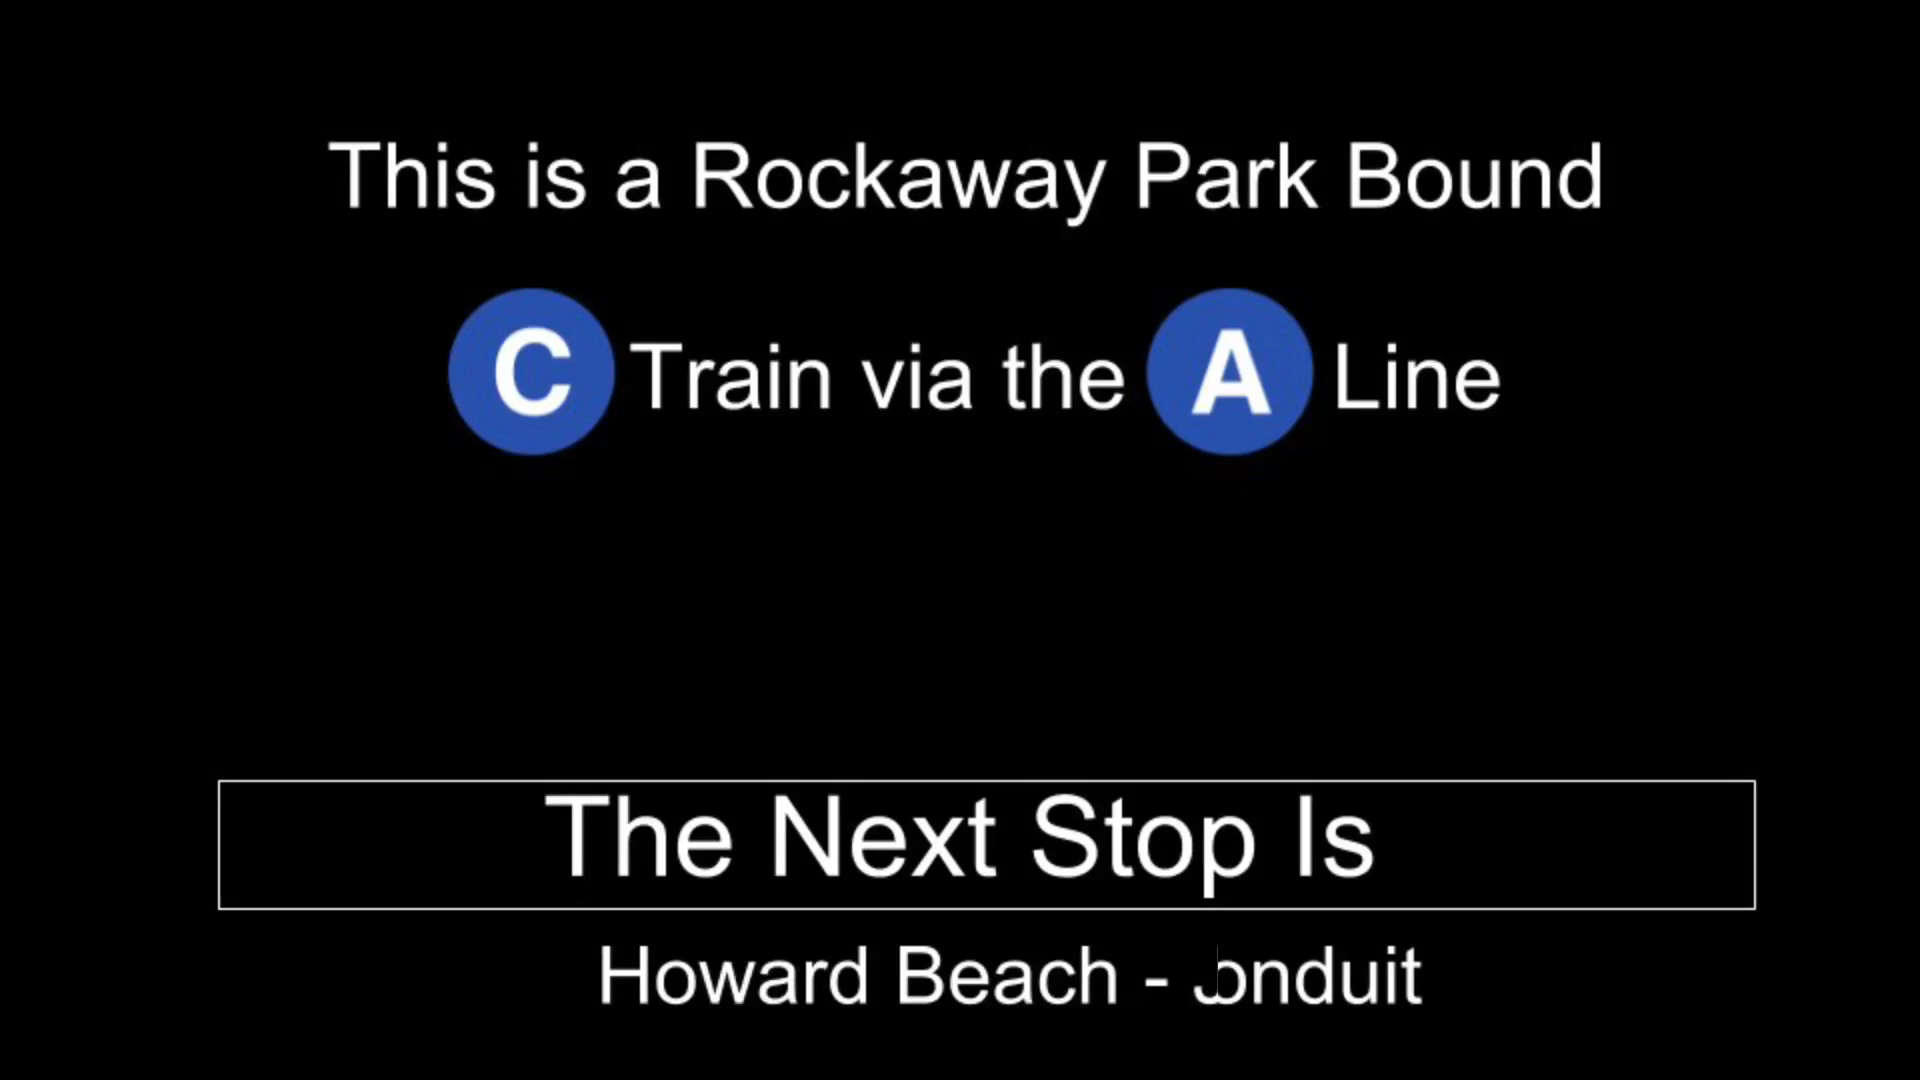 This is a Rockaway Park Bound
C Train via the A Line
The Next Stop Is
Howard Beach -